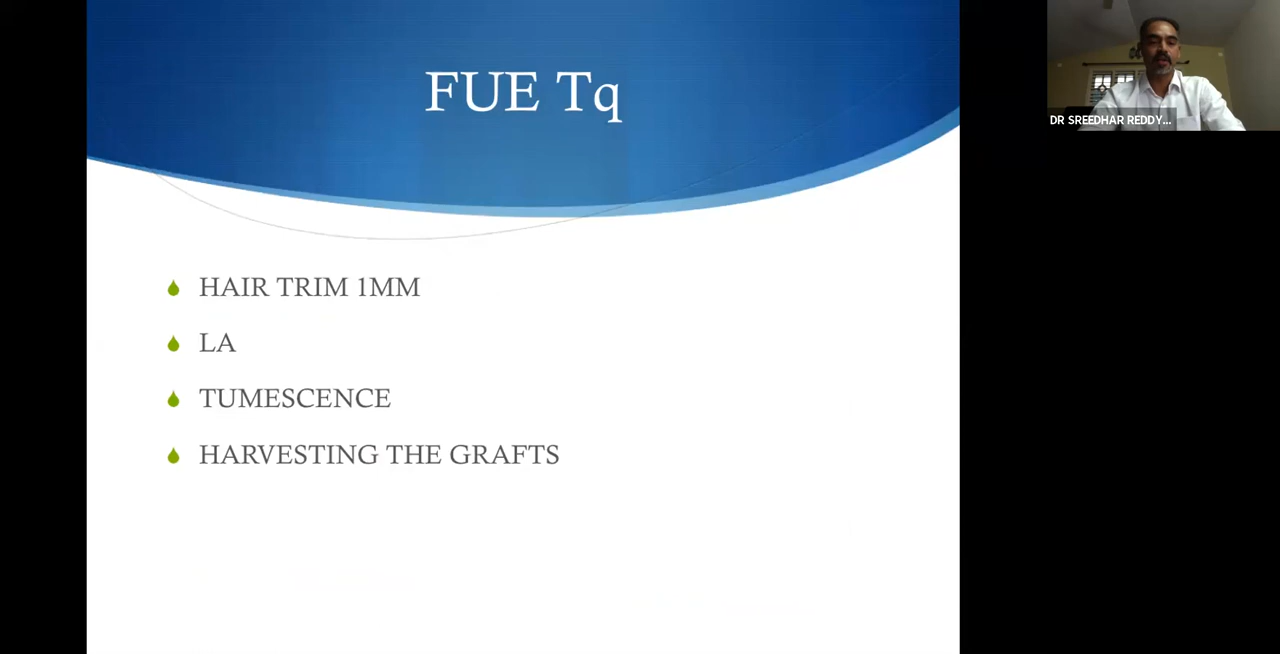 FUE Tq
DR SREEDHAR REDDY...
HAIR TRIM 1MM
LA
TUMESCENCE
HARVESTING THE GRAFTS